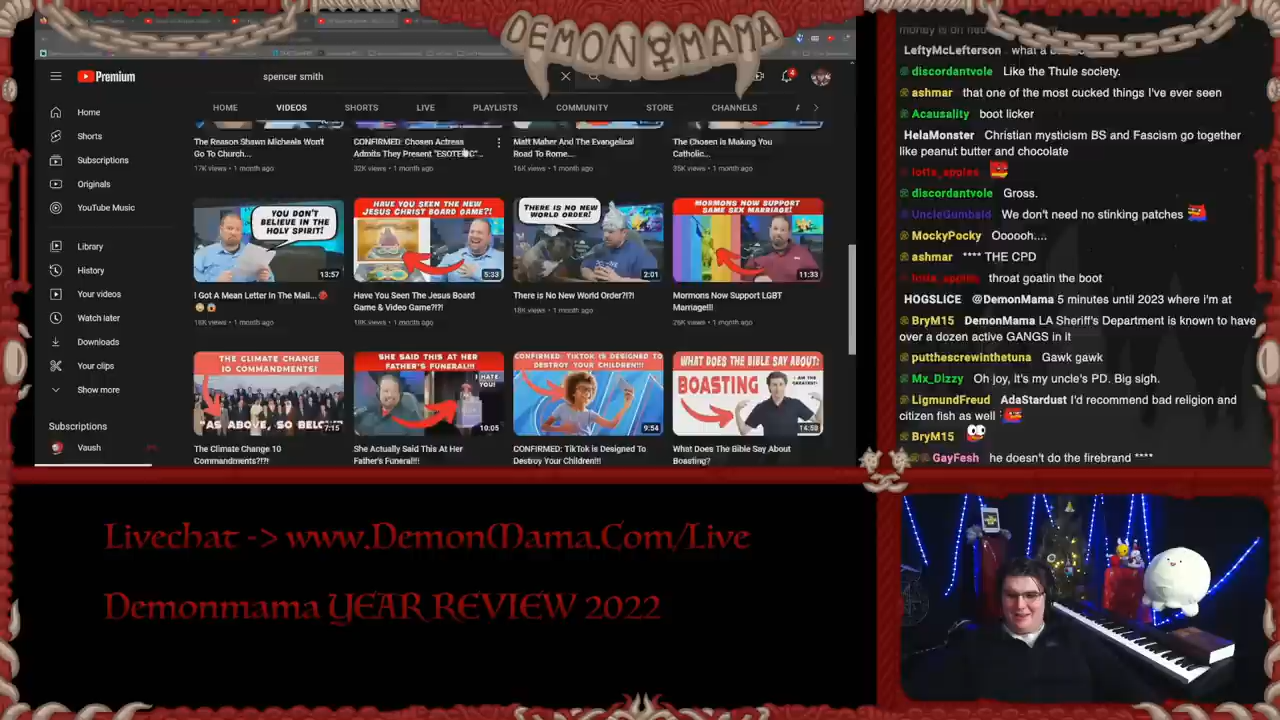 DEMON MAMA
Premium
spencer smith
4
HOME
VIDEOS
SHORTS
LIVE
PLAYLISTS
COMMUNITY
STORE
CHANNELS
Home
Shorts
Subscriptions
Originals
YouTube Music
Library
History
Your videos
Watch later
Downloads
Your clips
Show more
Subscriptions
Vaush
The Reason Shawn Michaels Won't
Go To Church...
17K views • 1 month ago
CONFIRMED: Chosen Actress
Admits They Present "ESOTERIC"...
32K views • 1 month ago
Matt Maher And The Evangelical
Road To Rome...
16K views • 1 month ago
The Chosen Is Making You
Catholic...
35K views • 1 month ago
YOU DON'T
BELIEVE IN THE
HOLY SPIRIT!
13:57
I Got A Mean Letter In The Mail...
18K views • 1 month ago
HAVE YOU SEEN THE NEW
JESUS CHRIST BOARD GAME?!
5:33
Have You Seen The Jesus Board
Game & Video Game?!?!
18K views • 1 month ago
THERE IS NO NEW
WORLD ORDER!
2:01
There is No New World Order?!?!
18K views • 1 month ago
MORMONS NOW SUPPORT
SAME SEX MARRIAGE!
11:33
Mormons Now Support LGBT
Marriage!!!
26K views • 1 month ago
THE CLIMATE CHANGE
10 COMMANDMENTS!
"AS ABOVE, SO BELOW
7:15
The Climate Change 10
Commandments?!?!
SHE SAID THIS AT HER
FATHER'S FUNERAL!!!
I HATE
YOU!
10:05
She Actually Said This At Her
Father's Funeral!!!
CONFIRMED: TIKTOK IS DESIGNED TO
DESTROY YOUR CHILDREN!!!
9:54
CONFIRMED: TikTok is Designed To
Destroy Your Children!!!
WHAT DOES THE BIBLE SAY ABOUT:
BOASTING
I AM THE
GREATEST!
14:58
What Does The Bible Say About
Boasting?
LeftyMcLefterson what a
discordantvole Like the Thule society.
ashmar that one of the most cucked things I've ever seen
Acausality boot licker
HelaMonster Christian mysticism BS and Fascism go together
like peanut butter and chocolate
lotta_apples
discordantvole Gross.
UncleGumbald We don't need no stinking patches
MockyPocky Oooooh....
ashmar **** THE CPD
lotta_apples throat goatin the boot
HOGSLICE @DemonMama 5 minutes until 2023 where i'm at
BryM15 DemonMama LA Sheriff's Department is known to have
over a dozen active GANGS in it
putthescrewinthetuna Gawk gawk
Mx_Dizzy Oh joy, it's my uncle's PD. Big sigh.
LigmundFreud AdaStardust I'd recommend bad religion and
citizen fish as well
BryM15
GayFesh he doesn't do the firebrand ****
Livechat -> www.DemonMama.Com/Live
Demonmama YEAR REVIEW 2022